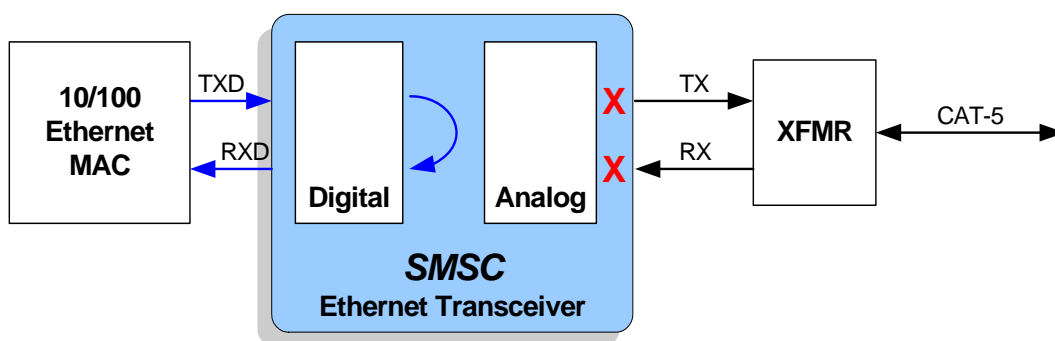 10/100
Ethernet
MAC
TXD
RXD
Digital
Analog
X
X
SMSC
Ethernet Transceiver
TX
RX
XFMR
CAT-5